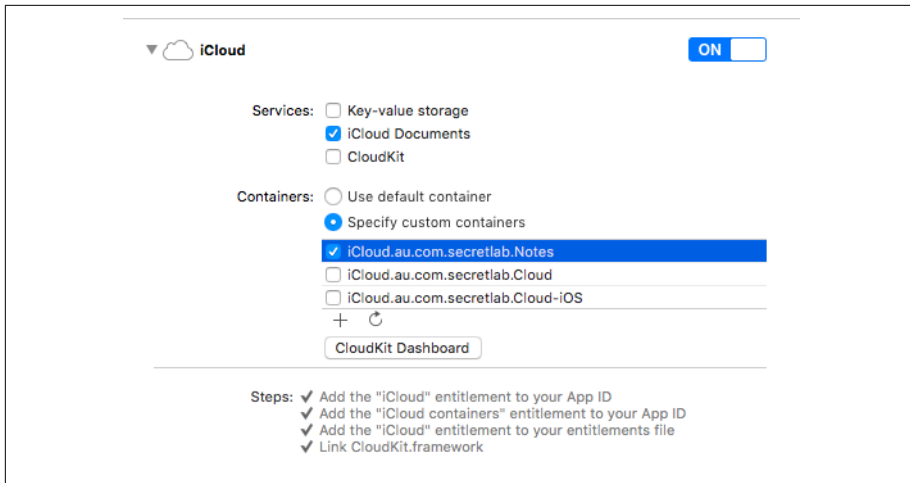 iCloud
ON
Services: Key-value storage
iCloud Documents
CloudKit
Containers: Use default container
Specify custom containers
iCloud.au.com.secretlab.Notes
iCloud.au.com.secretlab.Cloud
iCloud.au.com.secretlab.Cloud-iOS
CloudKit Dashboard
Steps: ✔ Add the "iCloud" entitlement to your App ID
✔ Add the "iCloud containers" entitlement to your App ID
✔ Add the "iCloud" entitlement to your entitlements file
✔ Link CloudKit.framework